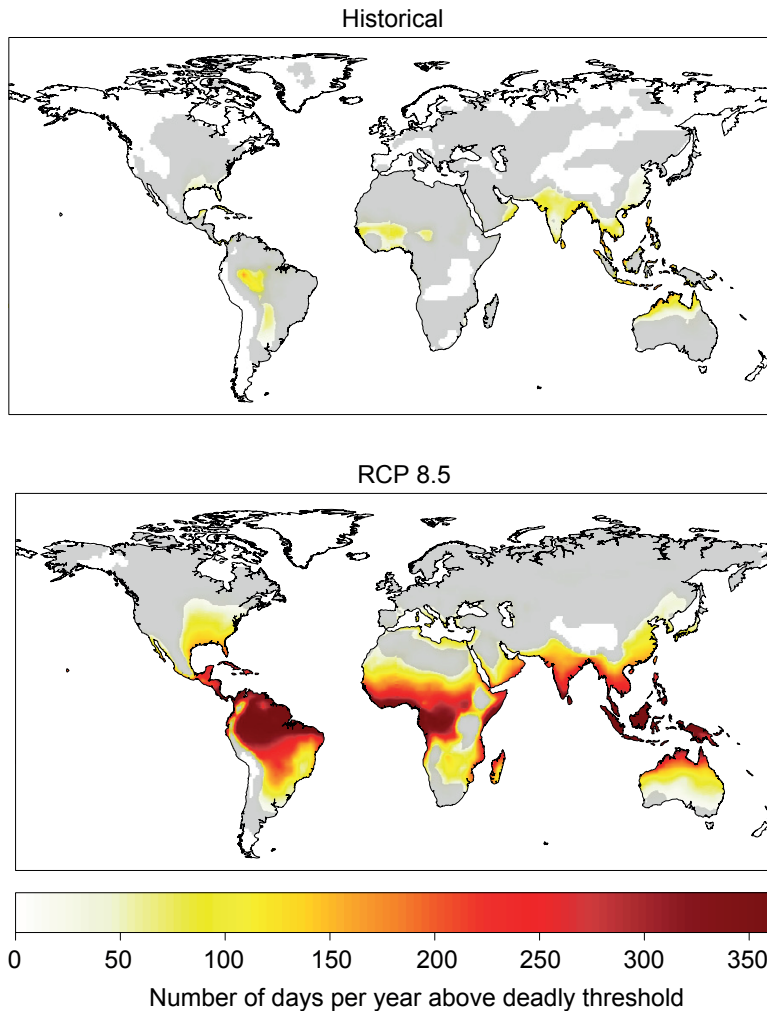 Historical
RCP 8.5
0 50 100 150 200 250 300 350
Number of days per year above deadly threshold